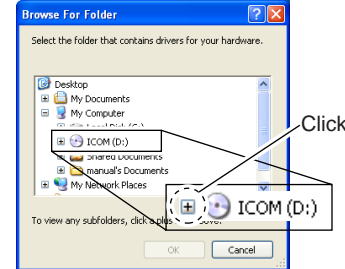 Browse For Folder
Select the folder that contains drivers for your hardware.
Desktop
My Documents
My Computer
ICOM (D:)
Shared Documents
manual's Documents
My Network Places
Click
ICOM (D:)
To view any subfolders, click a plus
OK
Cancel